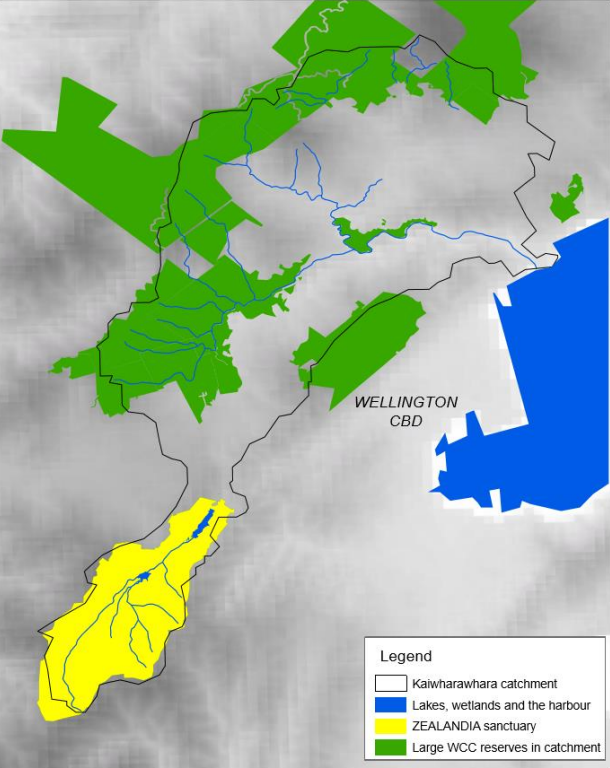 WELLINGTON
CBD
Legend
Kaiwharawhara catchment
Lakes, wetlands and the harbour
ZEALANDIA sanctuary
Large WCC reserves in catchment